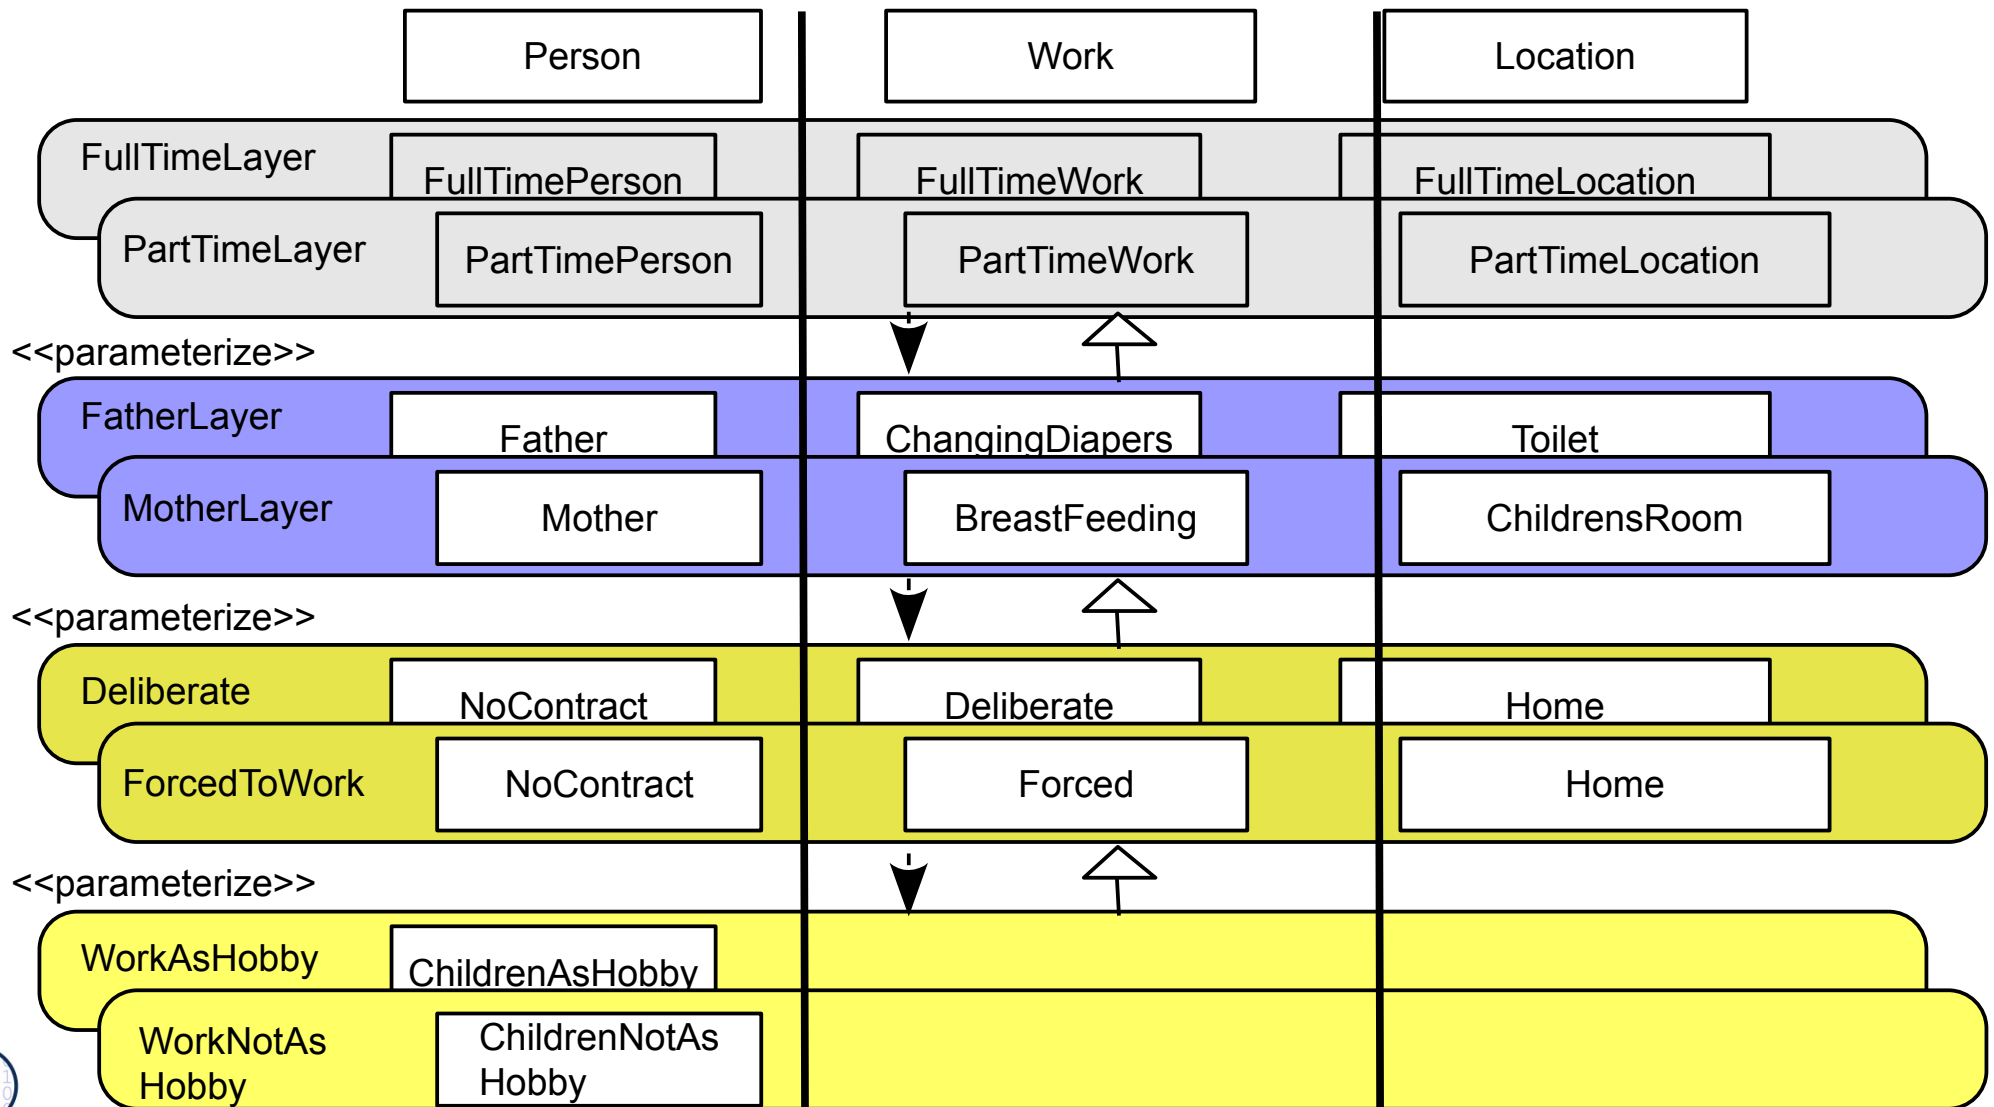 Person
Work
Location
FullTimeLayer
FullTimePerson
FullTimeWork
FullTimeLocation
PartTimeLayer
PartTimePerson
PartTimeWork
PartTimeLocation
<<parameterize>>
FatherLayer
Father
ChangingDiapers
Toilet
MotherLayer
Mother
BreastFeeding
ChildrensRoom
<<parameterize>>
Deliberate
NoContract
Deliberate
Home
ForcedToWork
NoContract
Forced
Home
<<parameterize>>
WorkAsHobby
ChildrenAsHobby
WorkNotAs
Hobby
ChildrenNotAs
Hobby